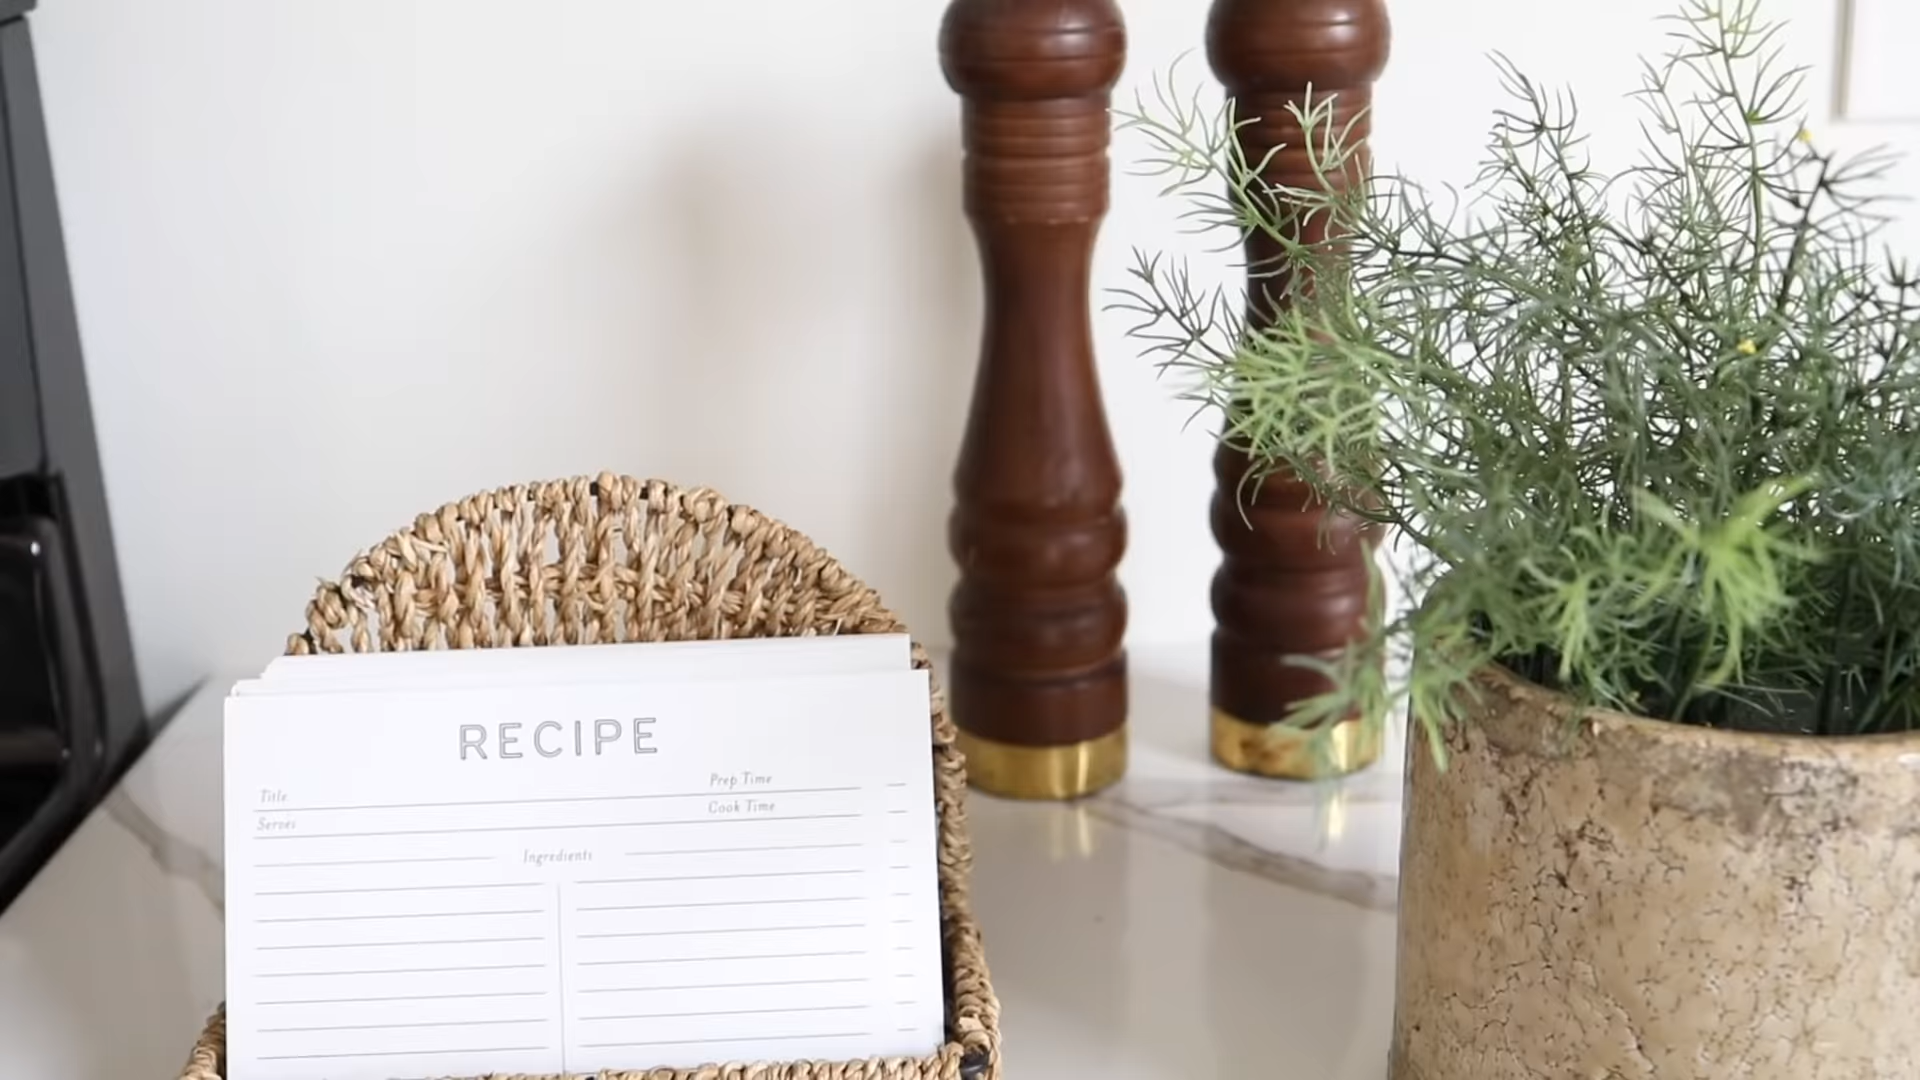 RECIPE
Title
Prep Time
Serves
Cook Time
Ingredients